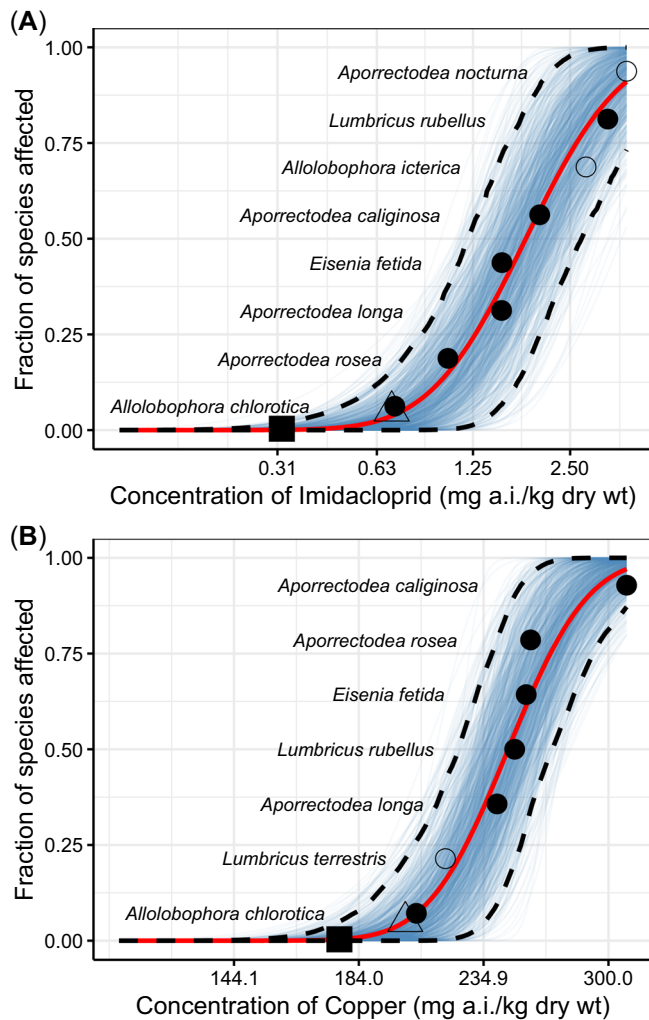 (A)
Fraction of species affected
1.00
0.75
0.50
0.25
0.00
Aporrectodea nocturna
Lumbricus rubellus
Allolobophora icterica
Aporrectodea caliginosa
Eisenia fetida
Aporrectodea longa
Aporrectodea rosea
Allolobophora chlorotica
0.31 0.63 1.25 2.50
Concentration of Imidacloprid (mg a.i./kg dry wt)
(B)
Fraction of species affected
1.00
0.75
0.50
0.25
0.00
Aporrectodea caliginosa
Aporrectodea rosea
Eisenia fetida
Lumbricus rubellus
Aporrectodea longa
Lumbricus terrestris
Allolobophora chlorotica
144.1 184.0 234.9 300.0
Concentration of Copper (mg a.i./kg dry wt)